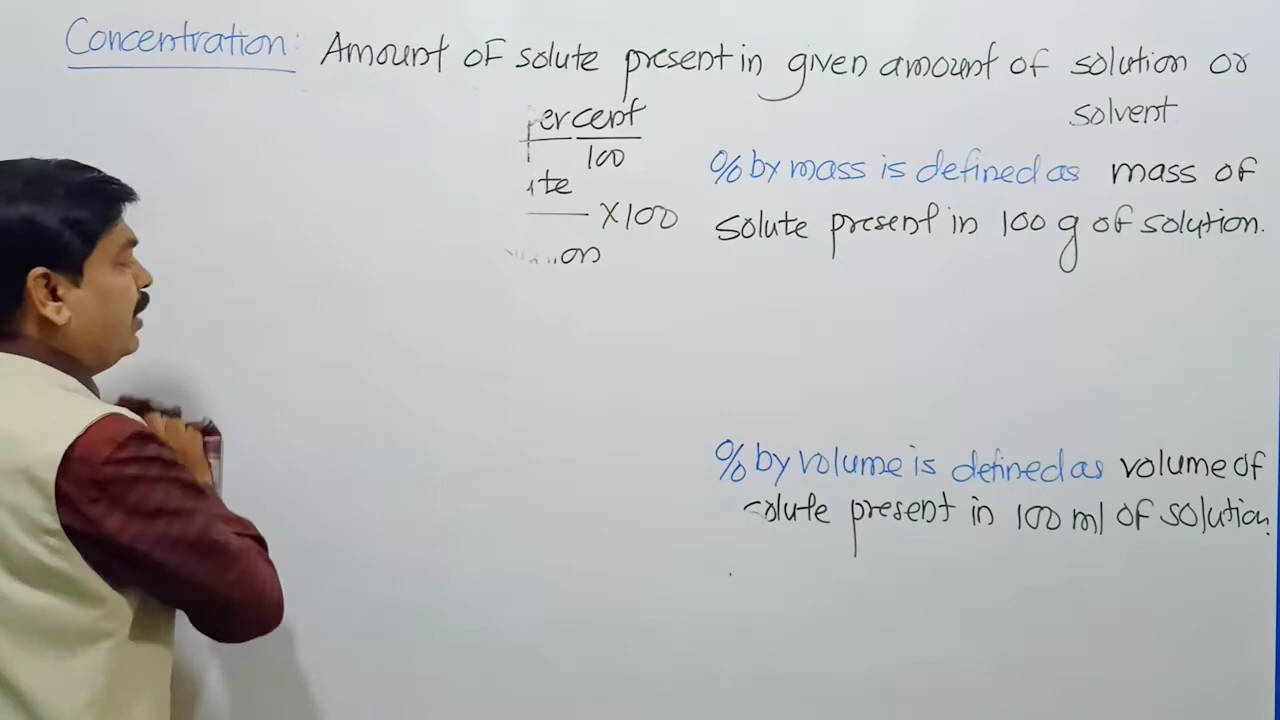 Concentration: Amount of solute present in given amount of solution or
solvent
percent
100
% by mass is defined as mass of
solute present in 100 g of solution.
×100
% by volume is defined as volume of
solute present in 100 ml of solution.